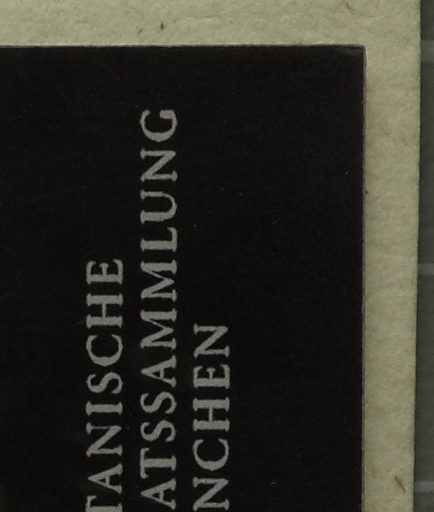 TANISCHE
ATSSAMMLUNG
NCHEN